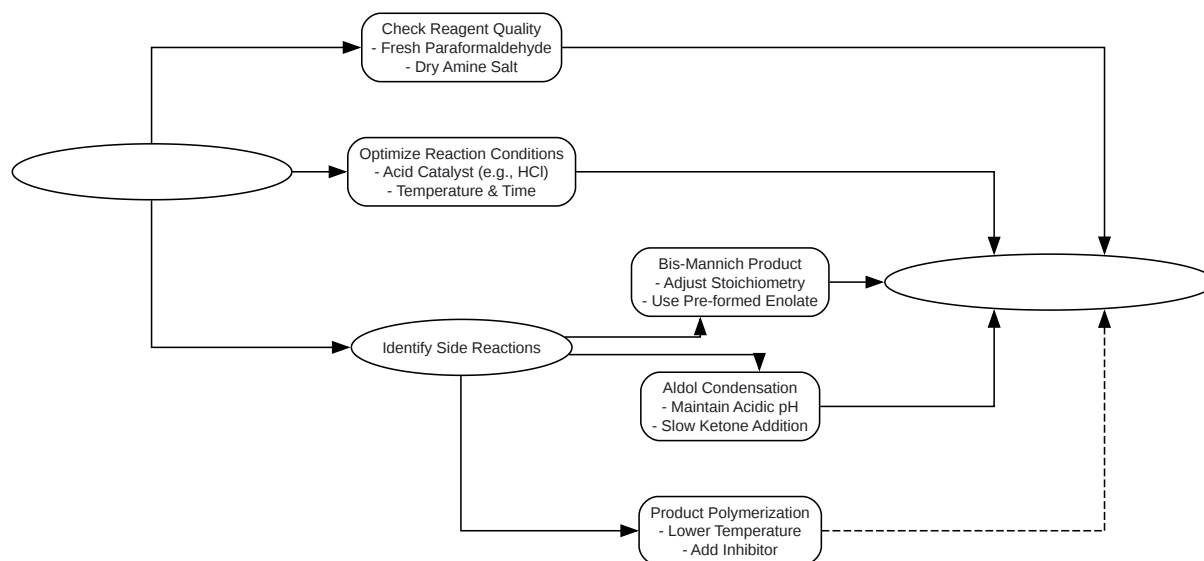 Check Reagent Quality
- Fresh Paraformaldehyde
- Dry Amine Salt
Optimize Reaction Conditions
- Acid Catalyst (e.g., HCl)
- Temperature & Time
Bis-Mannich Product
- Adjust Stoichiometry
- Use Pre-formed Enolate
Identify Side Reactions
Aldol Condensation
- Maintain Acidic pH
- Slow Ketone Addition
Product Polymerization
- Lower Temperature
- Add Inhibitor